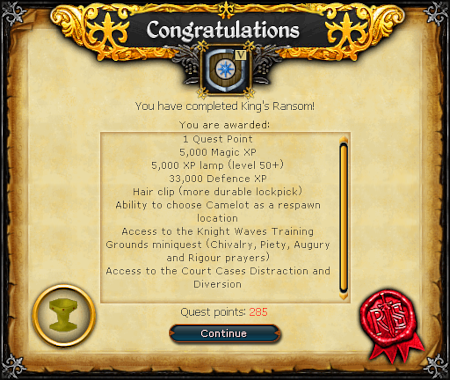 Congratulations
V
You have completed King's Ransom!
You are awarded:
1 Quest Point
5,000 Magic XP
5,000 XP lamp (level 50+)
33,000 Defence XP
Hair clip (more durable lockpick)
Ability to choose Camelot as a respawn
location
Access to the Knight Waves Training
Grounds miniquest (Chivalry, Piety, Augury
and Rigour prayers)
Access to the Court Cases Distraction and
Diversion
Quest points: 285
Continue